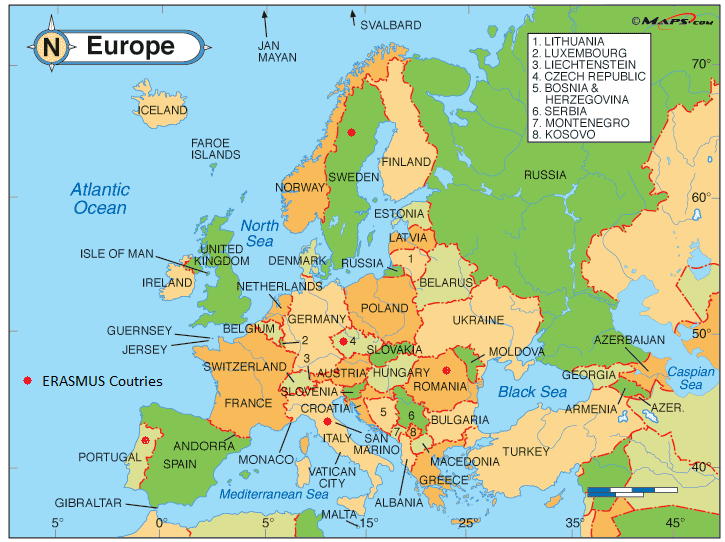 SVALBARD
JAN
MAYAN
N
Europe
©MAPS.com
1. LITHUANIA
2. LUXEMBOURG
3. LIECHTENSTEIN
4. CZECH REPUBLIC
5. BOSNIA &
HERZEGOVINA
6. SERBIA
7. MONTENEGRO
8. KOSOVO
70°
ICELAND
FAROE
ISLANDS
FINLAND
RUSSIA
SWEDEN
NORWAY
Atlantic
Ocean
60°
ESTONIA
North
Sea
LATVIA
ISLE OF MAN
UNITED
KINGDOM
DENMARK
RUSSIA
1
IRELAND
BELARUS
NETHERLANDS
POLAND
GERMANY
UKRAINE
GUERNSEY
BELGIUM
50°
JERSEY
2
4
SLOVAKIA
MOLDOVA
AZERBAIJAN
3
SWITZERLAND
AUSTRIA
HUNGARY
GEORGIA
Caspian
Sea
ERASMUS Coutries
ROMANIA
SLOVENIA
Black Sea
FRANCE
CROATIA
5
6
ARMENIA
AZER.
BULGARIA
7
8
ITALY
SAN
MARINO
ANDORRA
TURKEY
PORTUGAL
SPAIN
MONACO
MACEDONIA
40°
VATICAN
CITY
GREECE
Mediterranean Sea
ALBANIA
GIBRALTAR
MALTA
5°
0°
5°
15°
25°
35°
45°